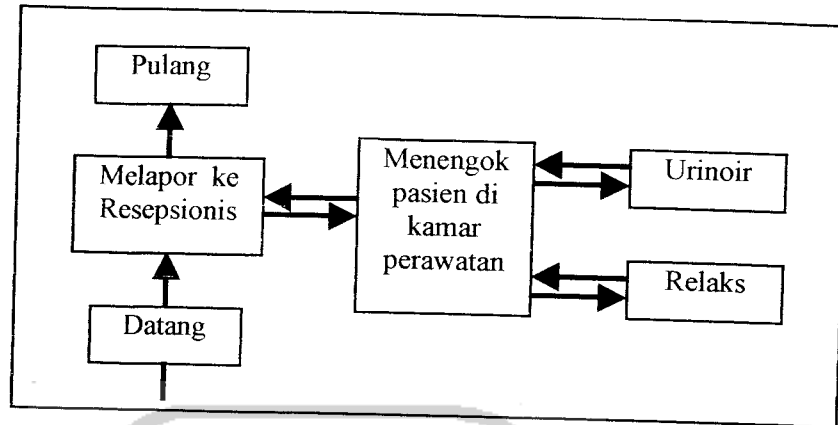 Pulang
Melapor ke
Resepsionis
Datang
Menengok
pasien di
kamar
perawatan
Urinoir
Relaks